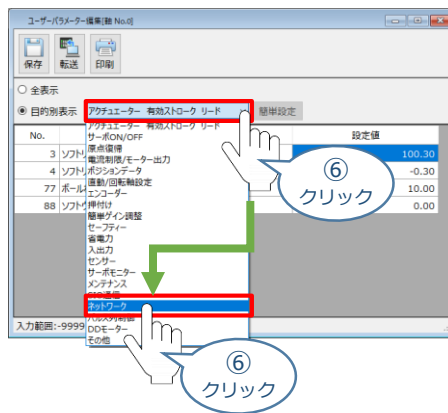 ユーザーパラメーター編集[軸 No.0]
保存 転送 印刷
全表示
目的別表示 アクチュエーター 有効ストローク リード 簡単設定
No. 設定値
3 ソフトリ 100.30
4 ソフトリ -0.30
77 ボール 10.00
88 ソフトウ 0.00
アクチュエーター 有効ストローク リード
サーボON/OFF
原点復帰
電流制限/モーター出力
ポジションデータ
直動/回転軸設定
エンコーダー
押付け
簡単ゲイン調整
セーフティー
省電力
入出力
センサー
サーボモニター
メンテナンス
ネットワーク
パルス列制御
DDモーター
その他
入力範囲:-9999
⑥
クリック
⑥
クリック